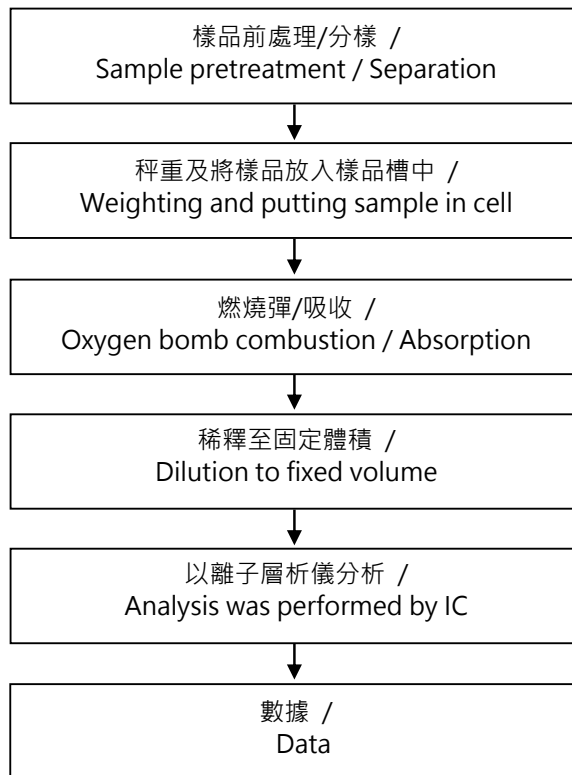 樣品前處理/分樣 /
Sample pretreatment / Separation
秤重及將樣品放入樣品槽中 /
Weighting and putting sample in cell
燃燒彈/吸收 /
Oxygen bomb combustion / Absorption
稀釋至固定體積 /
Dilution to fixed volume
以離子層析儀分析 /
Analysis was performed by IC
數據 /
Data